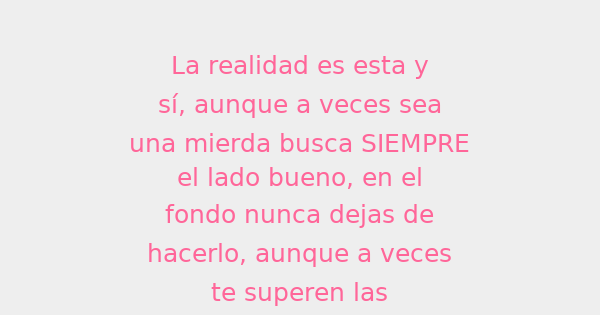 La realidad es esta y
sí, aunque a veces sea
una mierda busca SIEMPRE
el lado bueno, en el
fondo nunca dejas de
hacerlo, aunque a veces
te superen las